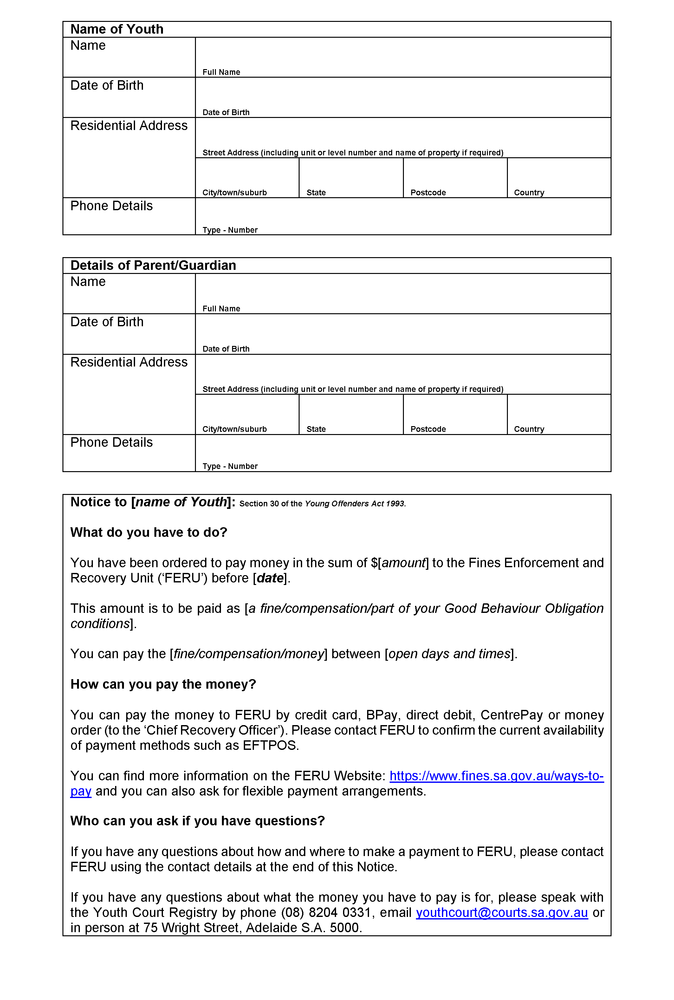 Name of Youth
Name
Full Name
Date of Birth
Date of Birth
Residential Address
Street Address (including unit or level number and name of property if required)
City/town/suburb State Postcode Country
Phone Details
Type - Number
Details of Parent/Guardian
Name
Full Name
Date of Birth
Date of Birth
Residential Address
Street Address (including unit or level number and name of property if required)
City/town/suburb State Postcode Country
Phone Details
Type - Number
Notice to [name of Youth]: Section 30 of the Young Offenders Act 1993.
What do you have to do?
You have been ordered to pay money in the sum of $[amount] to the Fines Enforcement and
Recovery Unit (‘FERU’) before [date].
This amount is to be paid as [a fine/compensation/part of your Good Behaviour Obligation
conditions].
You can pay the [fine/compensation/money] between [open days and times].
How can you pay the money?
You can pay the money to FERU by credit card, BPay, direct debit, CentrePay or money
order (to the ‘Chief Recovery Officer’). Please contact FERU to confirm the current availability
of payment methods such as EFTPOS.
You can find more information on the FERU Website: https://www.fines.sa.gov.au/ways-to-
pay and you can also ask for flexible payment arrangements.
Who can you ask if you have questions?
If you have any questions about how and where to make a payment to FERU, please contact
FERU using the contact details at the end of this Notice.
If you have any questions about what the money you have to pay is for, please speak with
the Youth Court Registry by phone (08) 8204 0331, email youthcourt@courts.sa.gov.au or
in person at 75 Wright Street, Adelaide S.A. 5000.